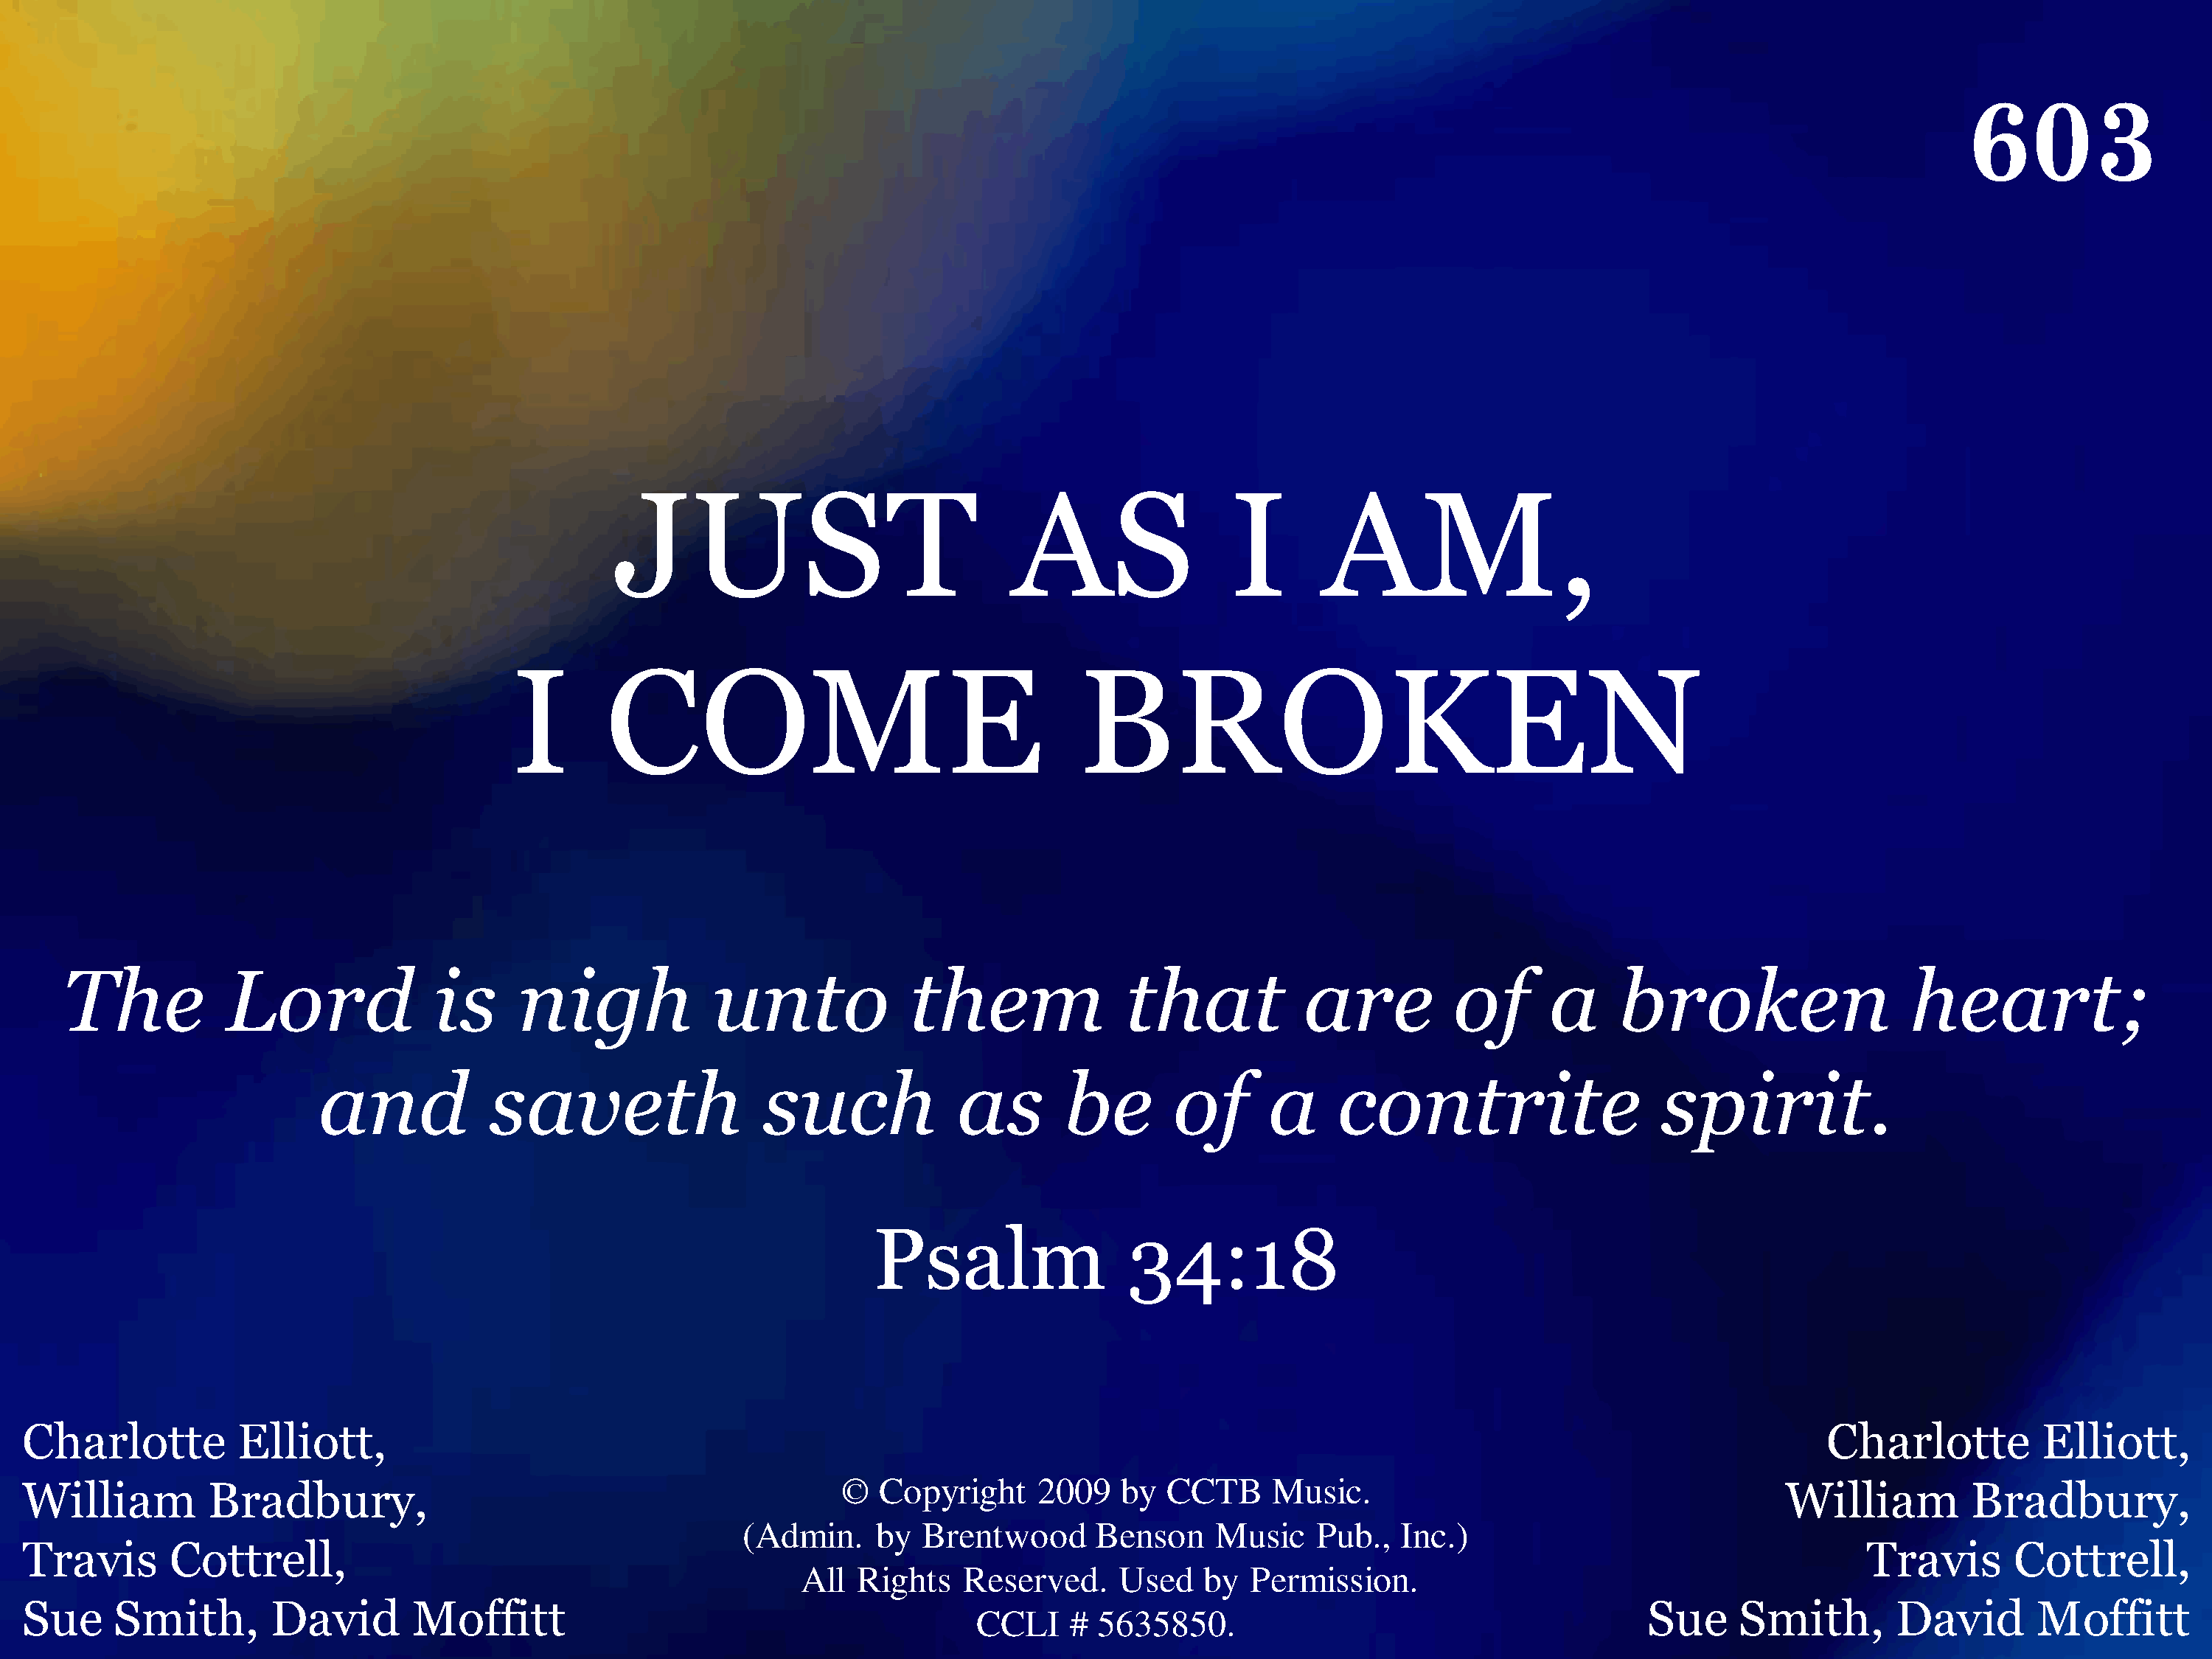 603
JUST AS I AM,
I COME BROKEN
The Lord is nigh unto them that are of a broken heart;
and saveth such as be of a contrite spirit.
Psalm 34:18
Charlotte Elliott,
William Bradbury,
Travis Cottrell,
Sue Smith, David Moffitt
© Copyright 2009 by CCTB Music.
(Admin. by Brentwood Benson Music Pub., Inc.)
All Rights Reserved. Used by Permission.
CCLI # 5635850.
Charlotte Elliott,
William Bradbury,
Travis Cottrell,
Sue Smith, David Moffitt